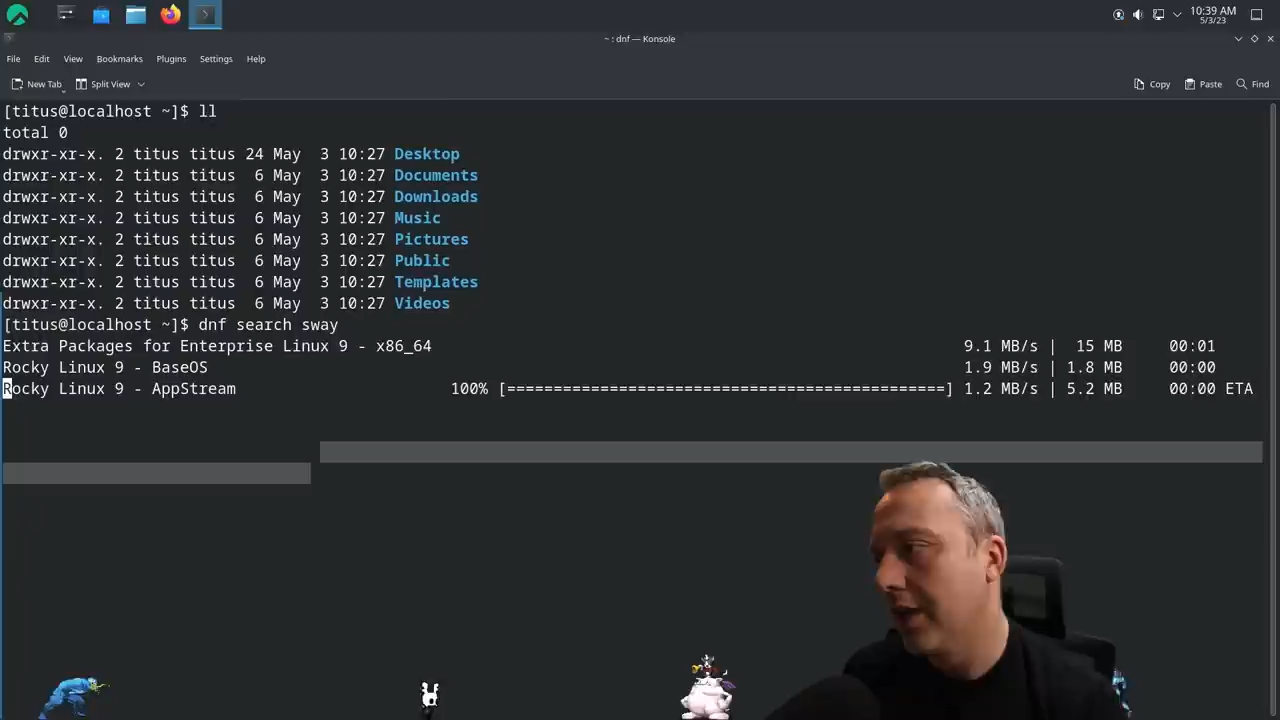 10:39 AM
5/3/23
~ : dnf — Konsole
File Edit View Bookmarks Plugins Settings Help
New Tab Split View Copy Paste Find
[titus@localhost ~]$ ll
total 0
drwxr-xr-x. 2 titus titus 24 May  3 10:27 Desktop
drwxr-xr-x. 2 titus titus  6 May  3 10:27 Documents
drwxr-xr-x. 2 titus titus  6 May  3 10:27 Downloads
drwxr-xr-x. 2 titus titus  6 May  3 10:27 Music
drwxr-xr-x. 2 titus titus  6 May  3 10:27 Pictures
drwxr-xr-x. 2 titus titus  6 May  3 10:27 Public
drwxr-xr-x. 2 titus titus  6 May  3 10:27 Templates
drwxr-xr-x. 2 titus titus  6 May  3 10:27 Videos
[titus@localhost ~]$ dnf search sway
Extra Packages for Enterprise Linux 9 - x86_64 9.1 MB/s | 15 MB 00:01
Rocky Linux 9 - BaseOS 1.9 MB/s | 1.8 MB 00:00
Rocky Linux 9 - AppStream 100% [===============================================] 1.2 MB/s | 5.2 MB 00:00 ETA